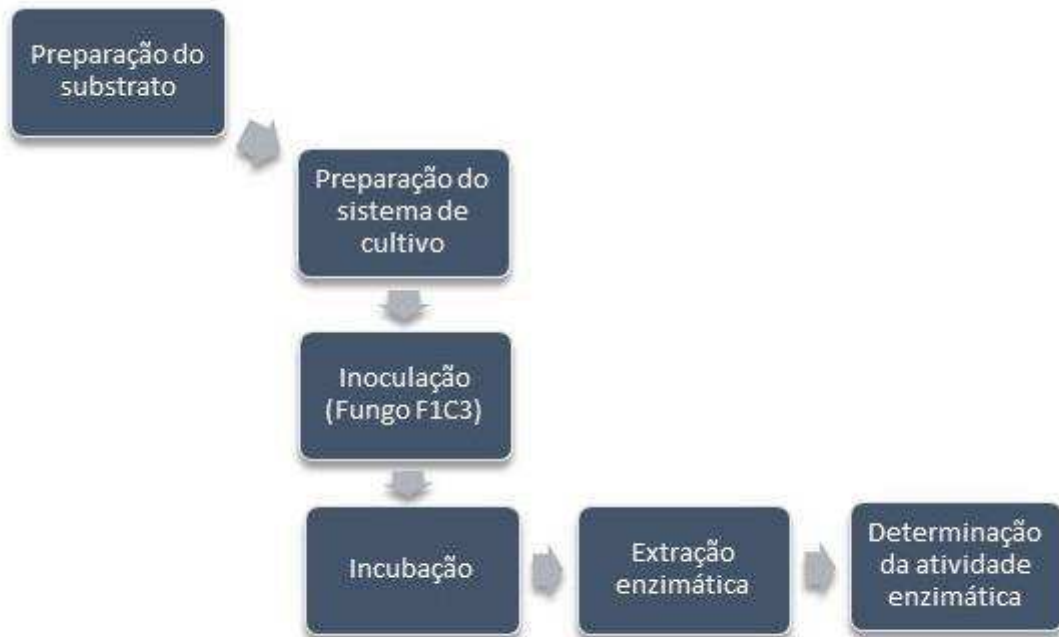 Preparação do
substrato
Preparação do
sistema de
cultivo
Inoculação
(Fungo F1C3)
Incubação
Extração
enzimática
Determinação
da atividade
enzimática